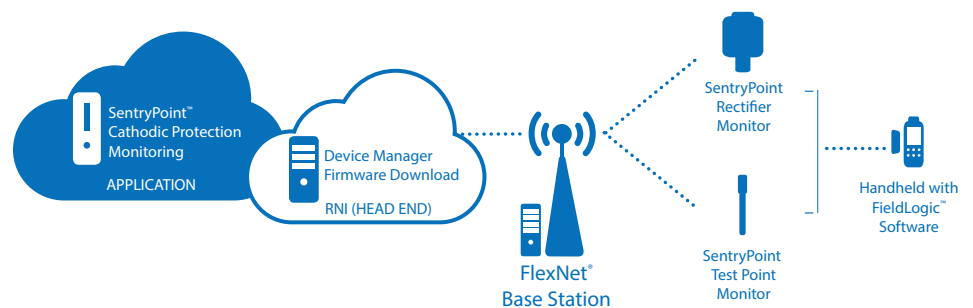 SentryPoint™
Cathodic Protection
Monitoring
APPLICATION
Device Manager
Firmware Download
RNI (HEAD END)
FlexNet®
Base Station
SentryPoint
Rectifier
Monitor
SentryPoint
Test Point
Monitor
Handheld with
FieldLogic™
Software